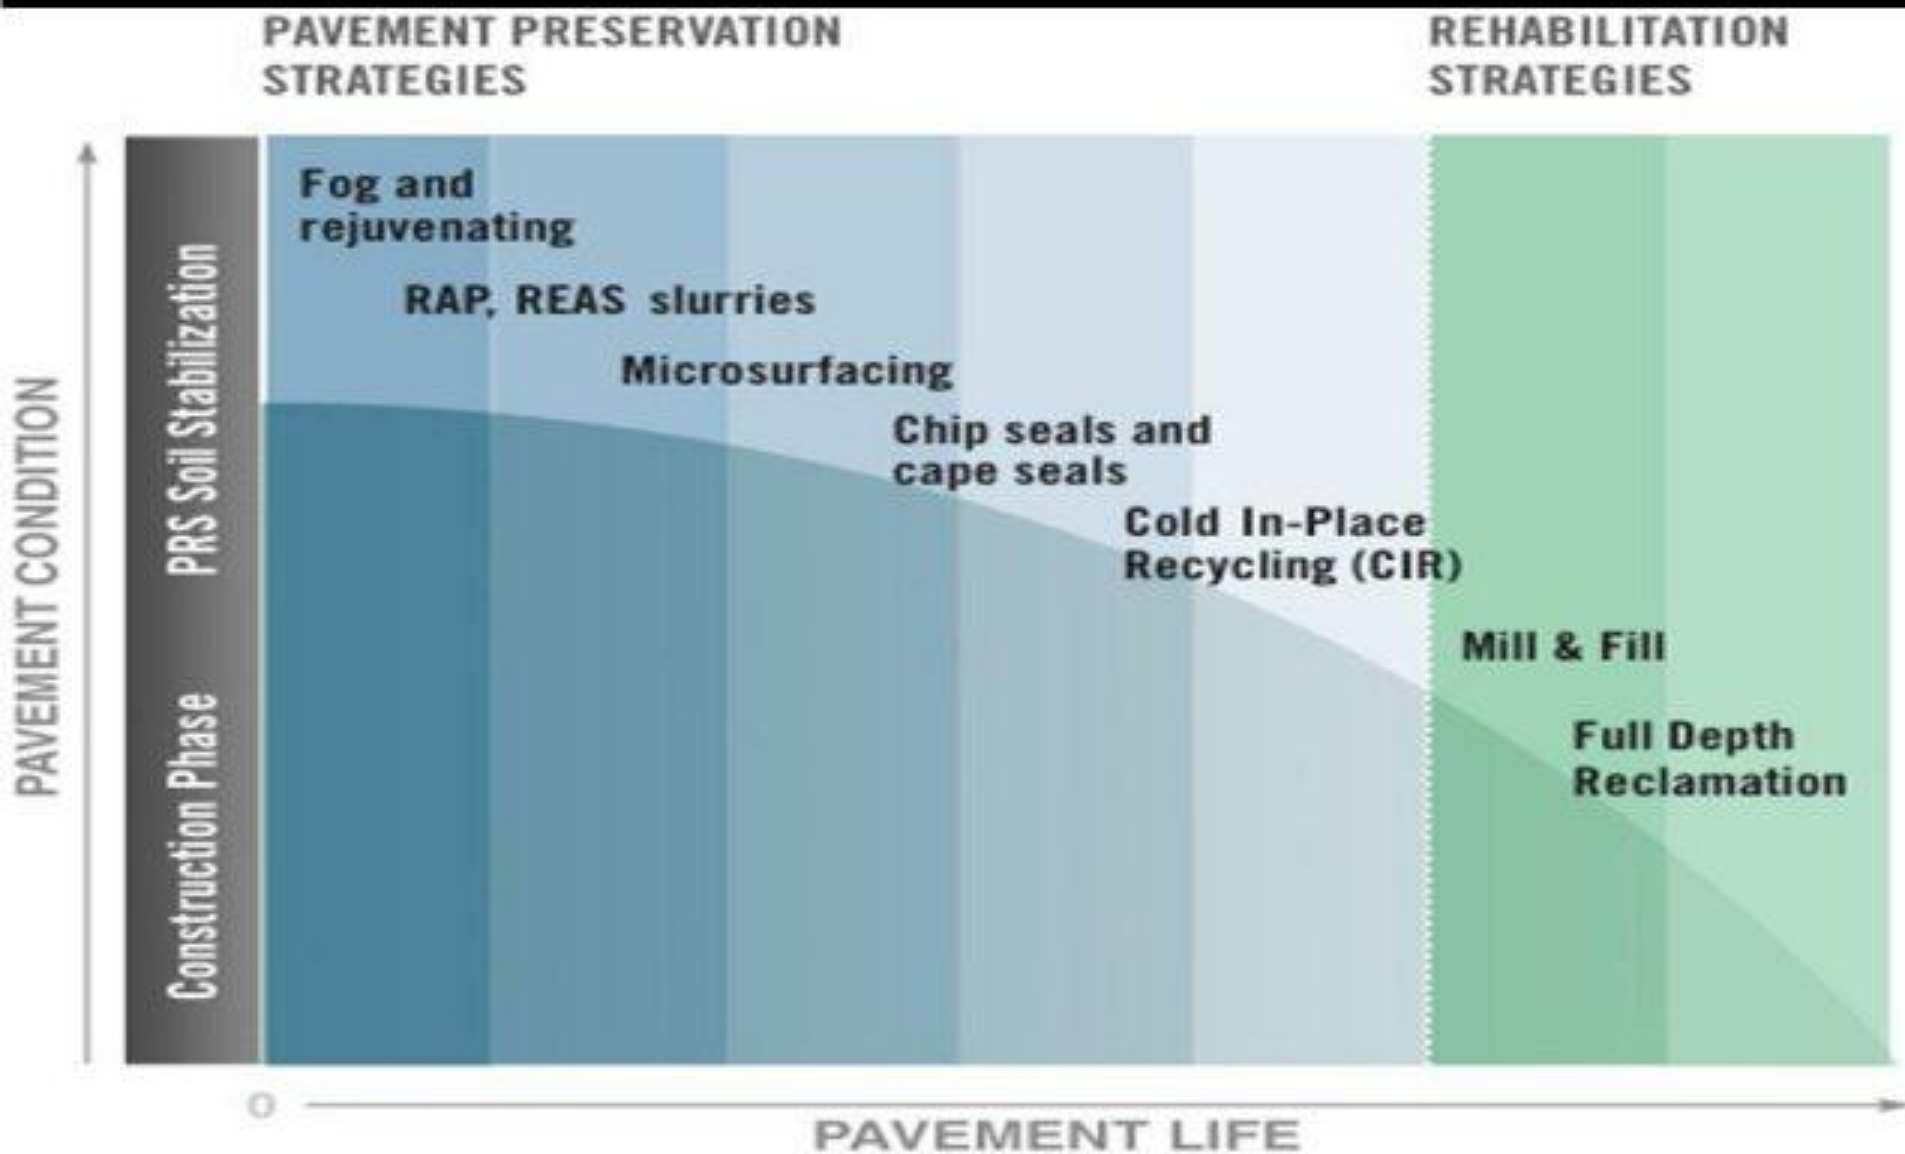 PAVEMENT PRESERVATION
STRATEGIES
REHABILITATION
STRATEGIES
Fog and
rejuvenating
RAP, REAS slurries
Microsurfacing
Chip seals and
cape seals
Cold In-Place
Recycling (CIR)
Mill & Fill
Full Depth
Reclamation
PRS Soil Stabilization
Construction Phase
PAVEMENT CONDITION
0
PAVEMENT LIFE